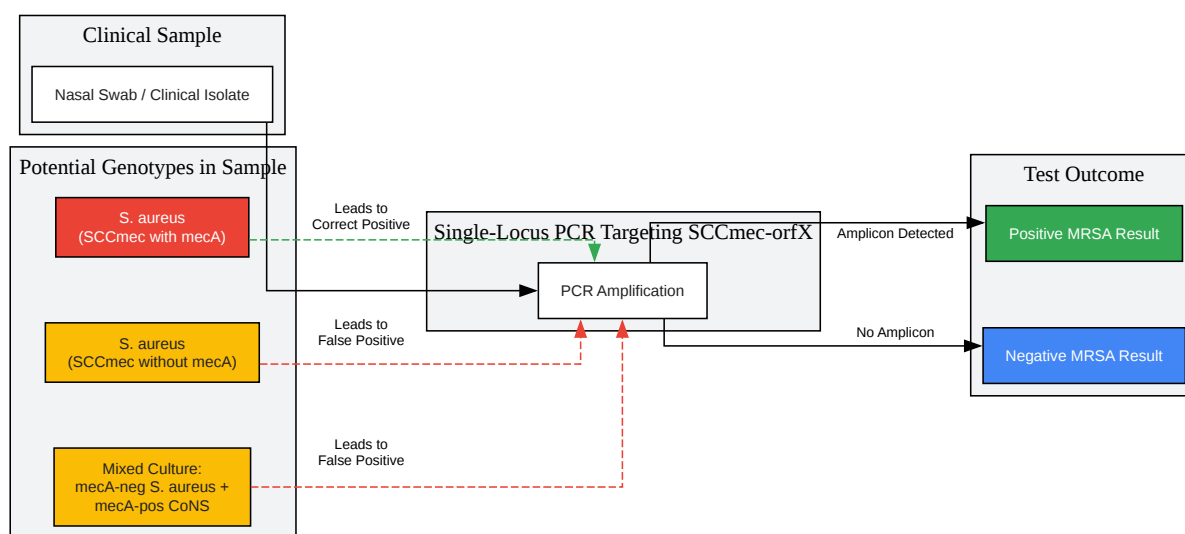 Clinical Sample
Nasal Swab / Clinical Isolate
Potential Genotypes in Sample
S. aureus
(SCCmec with mecA)
Leads to
Correct Positive
S. aureus
(SCCmec without mecA)
Leads to
False Positive
Mixed Culture:
mecA-neg S. aureus +
mecA-pos CoNS
Leads to
False Positive
Single-Locus PCR Targeting SCCmec-orfX
PCR Amplification
Amplicon Detected
No Amplicon
Test Outcome
Positive MRSA Result
Negative MRSA Result